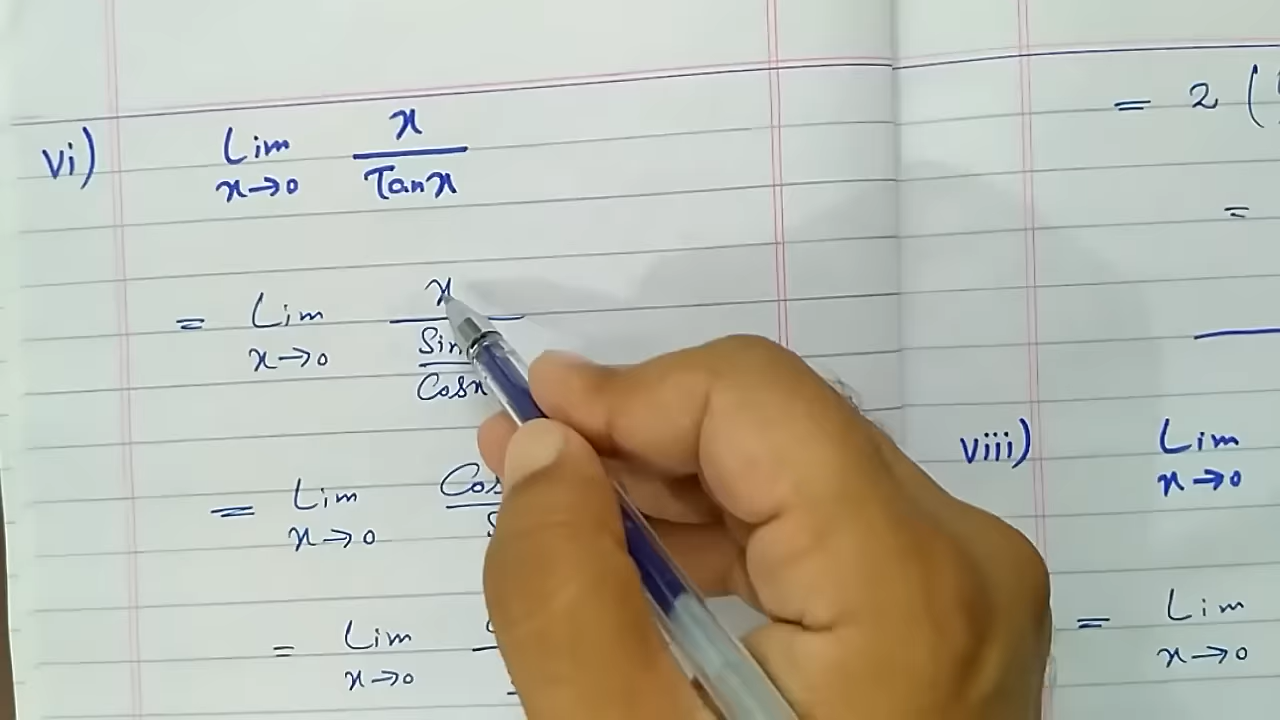 vi) Lim x→0 x/Tanx
= Lim x→0 x/(Sin/Cosx)
= Lim x→0 Cos
= Lim x→0
= 2 (
=
viii) Lim x→0
= Lim x→0